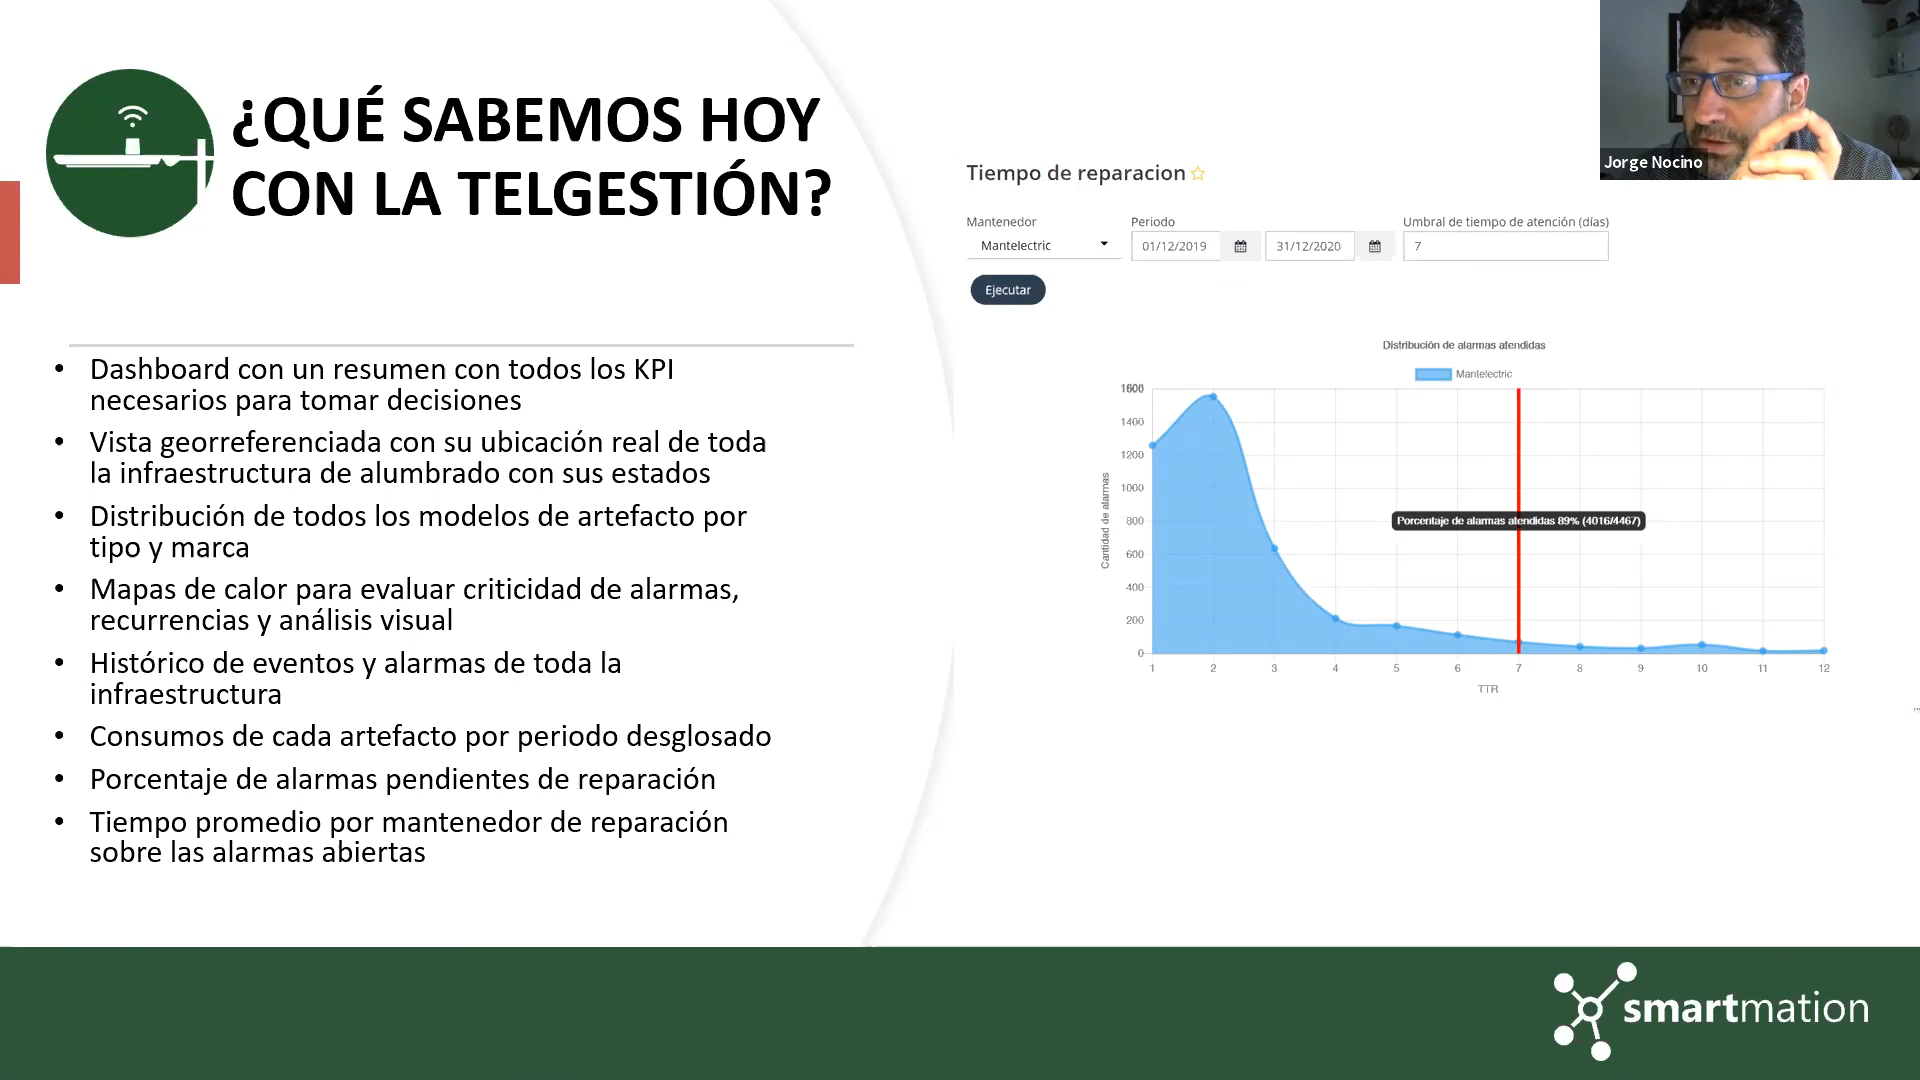 ¿QUÉ SABEMOS HOY
CON LA TELGESTIÓN?
• Dashboard con un resumen con todos los KPI
necesarios para tomar decisiones
• Vista georreferenciada con su ubicación real de toda
la infraestructura de alumbrado con sus estados
• Distribución de todos los modelos de artefacto por
tipo y marca
• Mapas de calor para evaluar criticidad de alarmas,
recurrencias y análisis visual
• Histórico de eventos y alarmas de toda la
infraestructura
• Consumos de cada artefacto por periodo desglosado
• Porcentaje de alarmas pendientes de reparación
• Tiempo promedio por mantenedor de reparación
sobre las alarmas abiertas
Jorge Nocino
Tiempo de reparacion
Mantenedor Periodo Umbral de tiempo de atención (días)
Mantelectric 01/12/2019 31/12/2020 7
Ejecutar
Distribución de alarmas atendidas
Mantelectric
1400
1200
1000
800
600
400
200
0
Cantidad de alarmas
Porcentaje de alarmas atendidas 89% (4016/4467)
1 2 3 4 5 6 7 8 9 10 11 12
TTR
smartmation